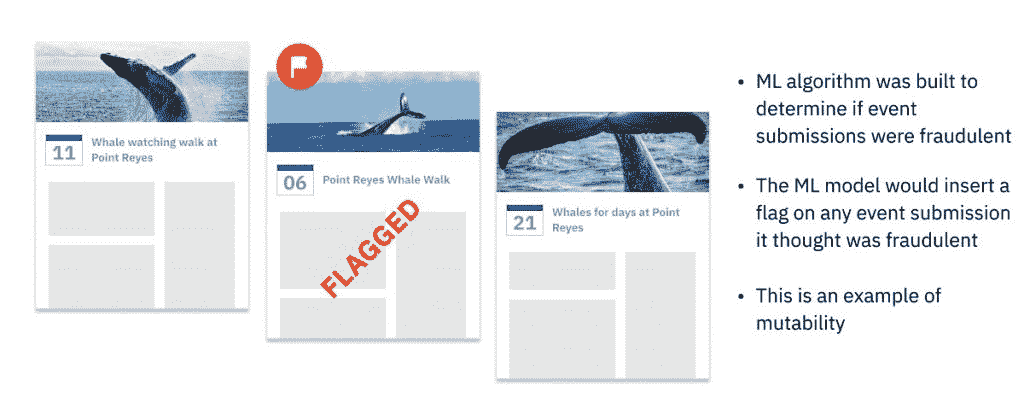 11
Whale watching walk at
Point Reyes
06
Point Reyes Whale Walk
FLAGGED
21
Whales for days at Point
Reyes
• ML algorithm was built to
determine if event
submissions were fraudulent
• The ML model would insert a
flag on any event submission
it thought was fraudulent
• This is an example of
mutability